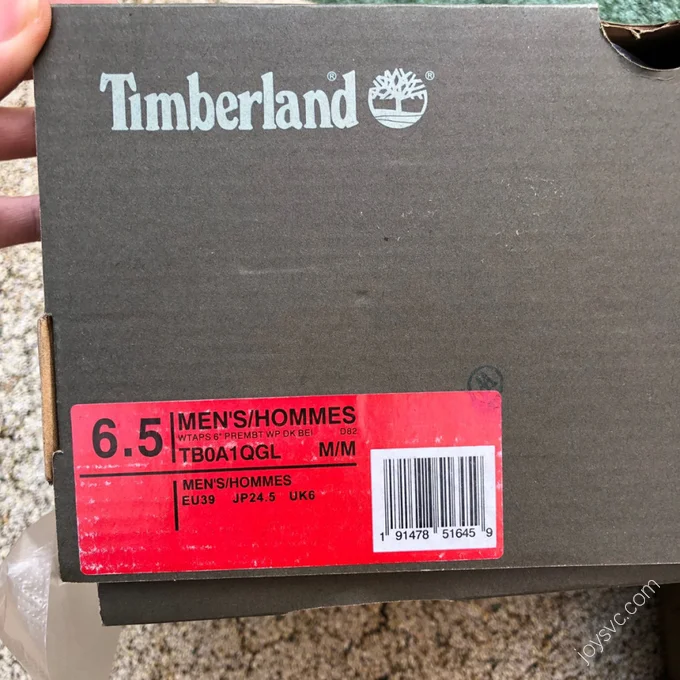 Timberland® ®
6.5
MEN'S/HOMMES
WTAPS 6" PREMBT WP DK BEI D82
TB0A1QGL M/M
MEN'S/HOMMES
EU39 JP24.5 UK6
1 91478 51645 9
joysvc.com